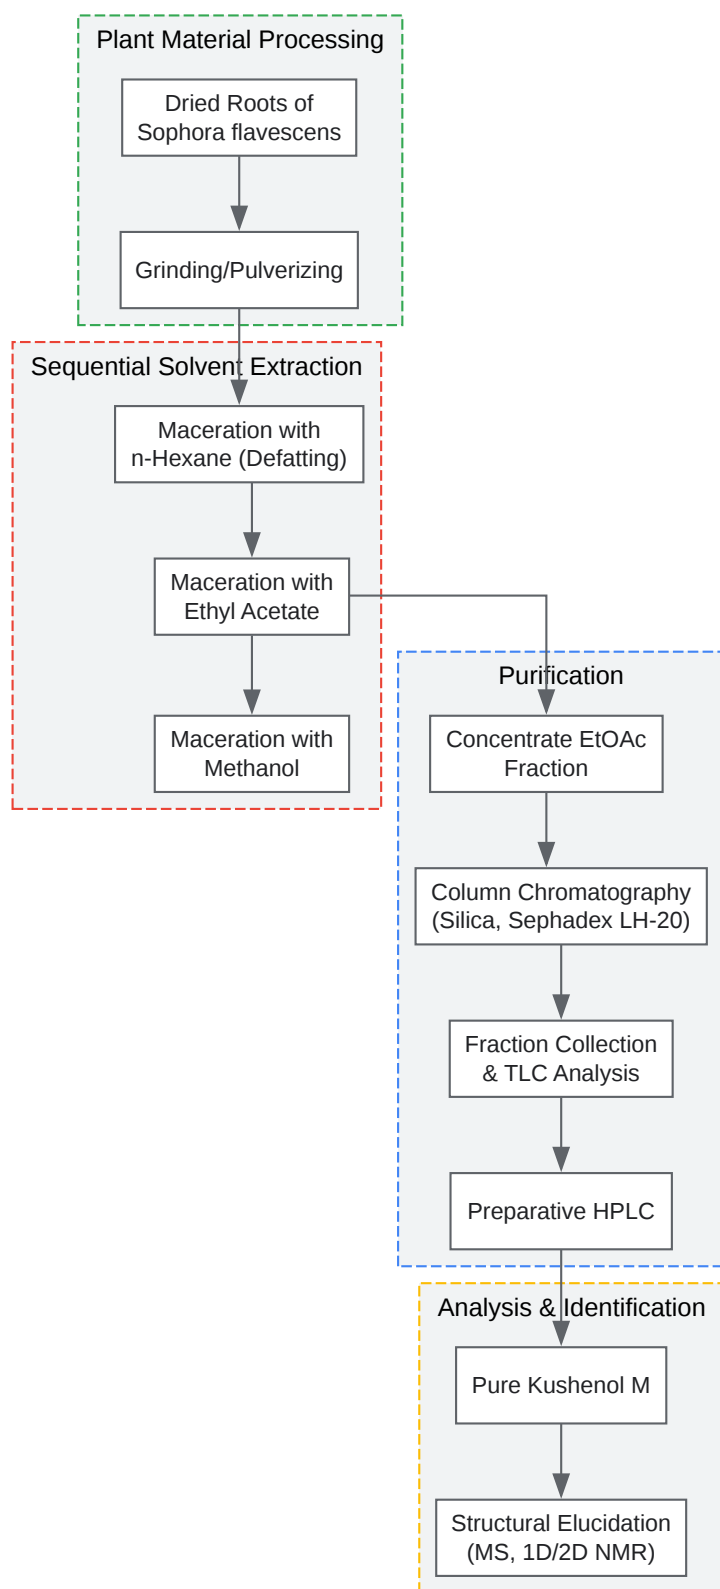 Plant Material Processing
Dried Roots of
Sophora flavescens
Grinding/Pulverizing
Sequential Solvent Extraction
Maceration with
n-Hexane (Defatting)
Maceration with
Ethyl Acetate
Maceration with
Methanol
Purification
Concentrate EtOAc
Fraction
Column Chromatography
(Silica, Sephadex LH-20)
Fraction Collection
& TLC Analysis
Preparative HPLC
Analysis & Identification
Pure Kushenol M
Structural Elucidation
(MS, 1D/2D NMR)